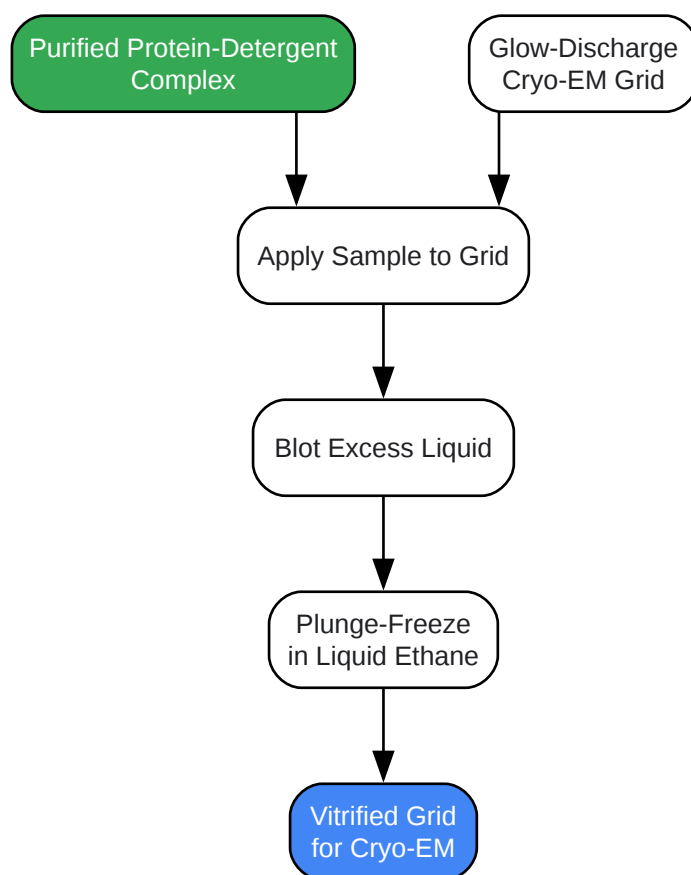 Purified Protein-Detergent
Complex
Glow-Discharge
Cryo-EM Grid
Apply Sample to Grid
Blot Excess Liquid
Plunge-Freeze
in Liquid Ethane
Vitrified Grid
for Cryo-EM